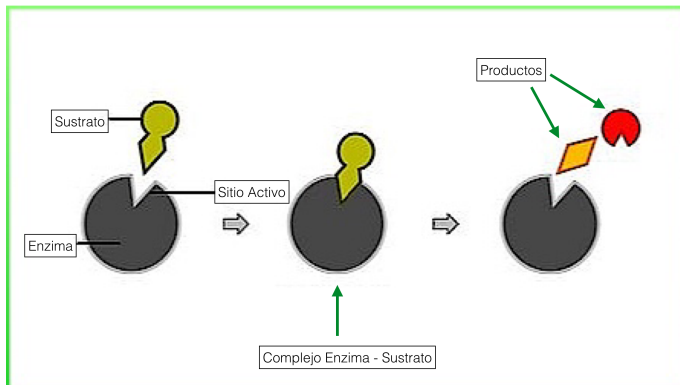 Productos
Sustrato
Sitio Activo
Enzima
Complejo Enzima - Sustrato